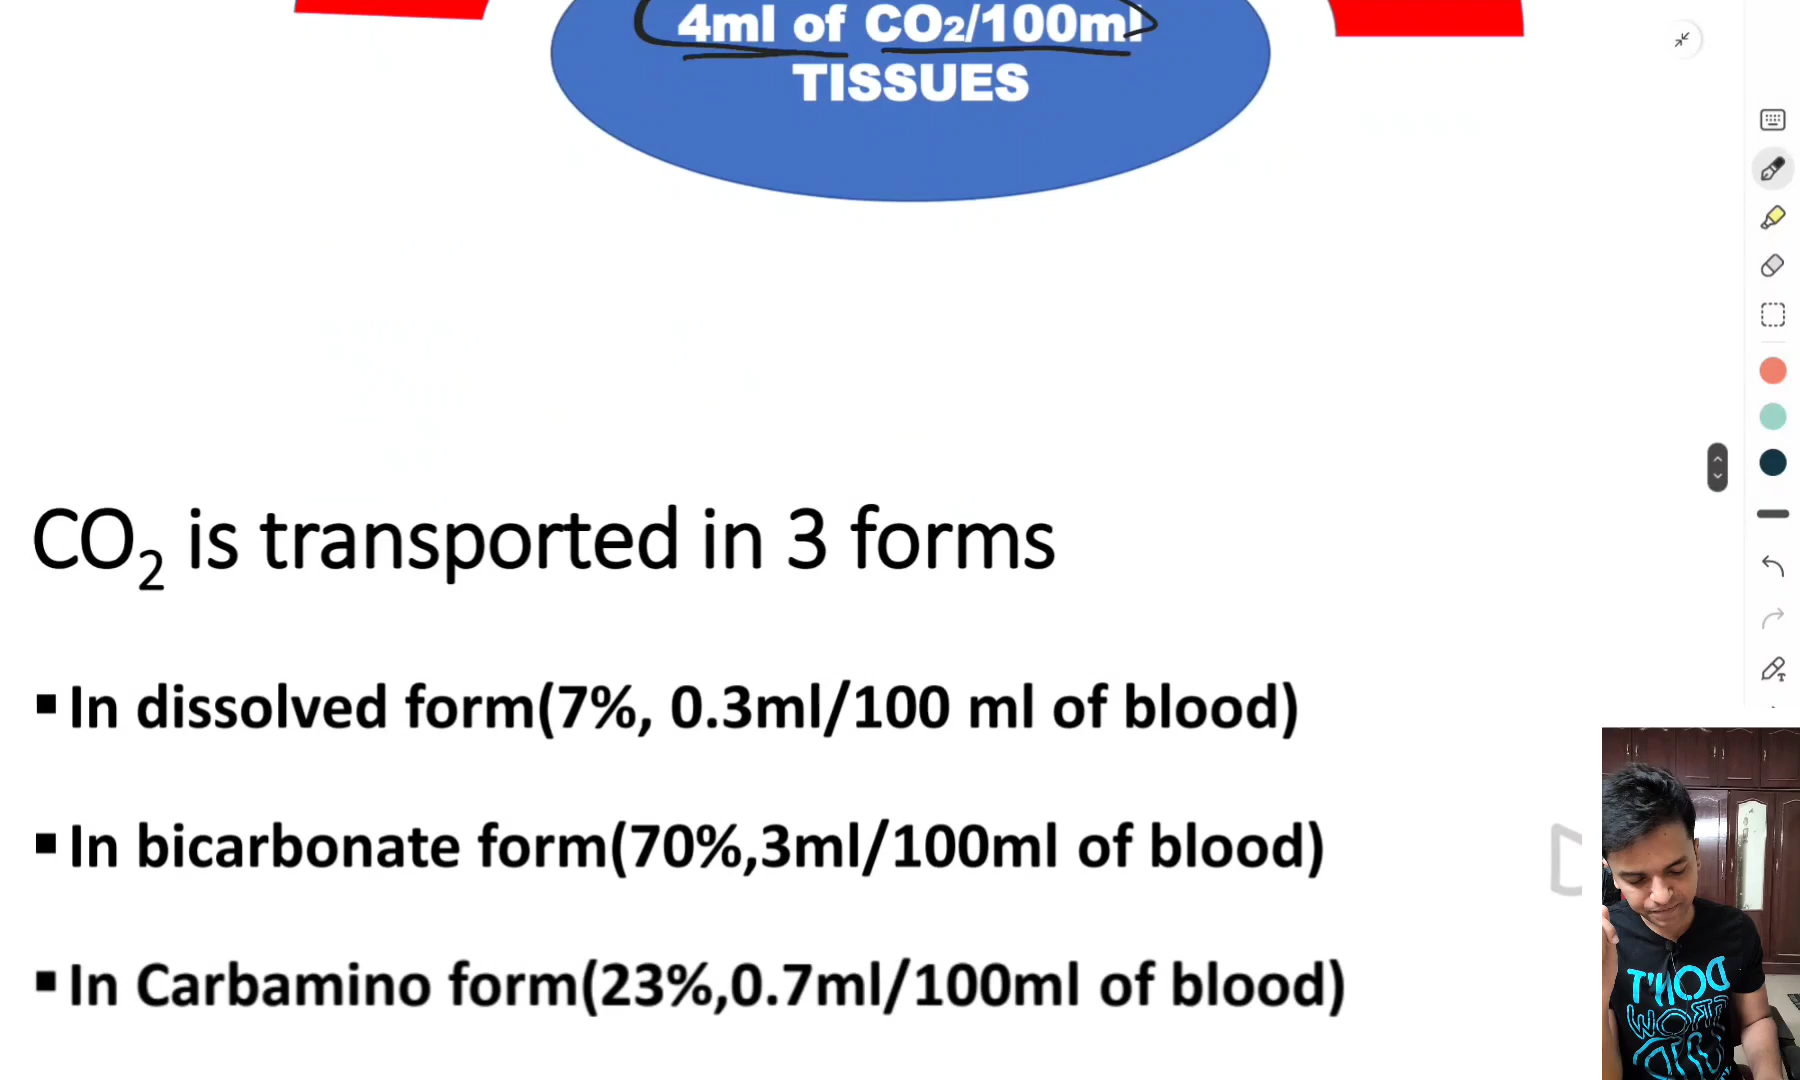 4ml of CO₂/100ml
TISSUES
CO₂ is transported in 3 forms
▪ In dissolved form(7%, 0.3ml/100 ml of blood)
▪ In bicarbonate form(70%,3ml/100ml of blood)
▪ In Carbamino form(23%,0.7ml/100ml of blood)
DON'T
WORRY